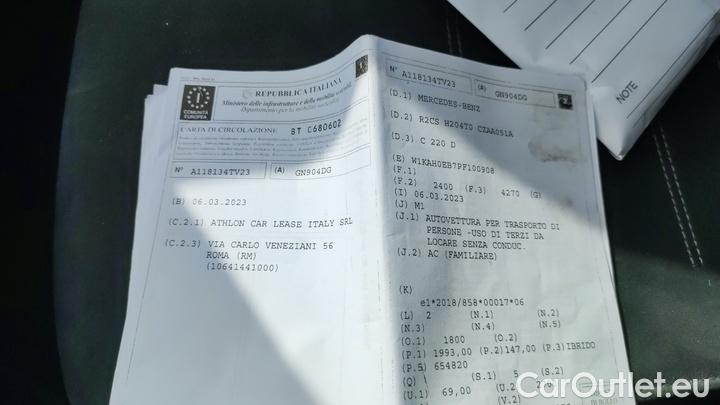 REPUBBLICA ITALIANA
Ministero delle infrastrutture e della mobilità sostenibili
I
COMUNITÀ
EUROPEA
CARTA DI CIRCOLAZIONE ST C680602
N° A118134TV23 (A) GN904DG
(B) 06.03.2023
(C.2.1) ATHLON CAR LEASE ITALY SRL
(C.2.3) VIA CARLO VENEZIANI 56
ROMA (RM)
(10641441000)
N° A118134TV23 (A) GN904DG
(D.1) MERCEDES-BENZ
(D.2) R2CS H204T0 CZAA051A
(D.3) C 220 D
(E) W1KAH0EB7PF100908
(F.1)
(F.2) 2400 (F.3) 4270 (G)
(I) 06.03.2023
(J) M1
(J.1) AUTOVETTURA PER TRASPORTO DI
PERSONE -USO DI TERZI DA
LOCARE SENZA CONDUC.
(J.2) AC (FAMILIARE)
(K)
e1*2018/858*00017*06
(L) 2 (N.1) (N.2)
(N.3) (N.4) (N.5)
(O.1) 1800 (O.2)
(P.1) 1993,00 (P.2)147,00 (P.3)IBRIDO
(P.5) 654820
(Q) (S.1) 5 (S.2)
(U.1) 69,00 (U.2)
NOTE
CarOutlet.eu